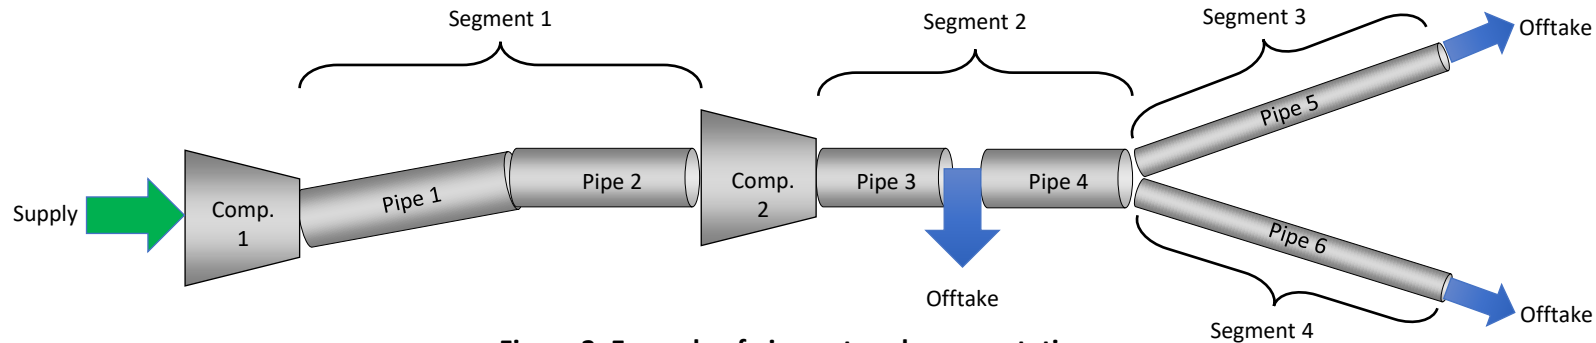 Segment 1
Segment 2
Segment 3
Offtake
Supply
Comp.
1
Pipe 1
Pipe 2
Comp.
2
Pipe 3
Pipe 4
Pipe 5
Pipe 6
Offtake
Offtake
Segment 4